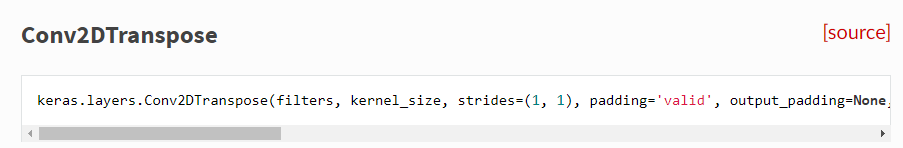 Conv2DTranspose
[source]
keras.layers.Conv2DTranspose(filters, kernel_size, strides=(1, 1), padding='valid', output_padding=None,